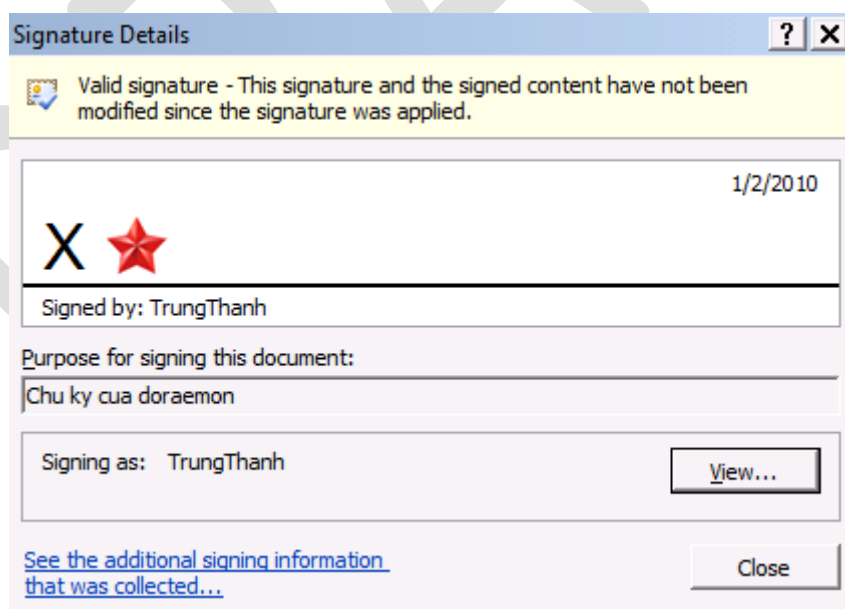 Signature Details
Valid signature - This signature and the signed content have not been
modified since the signature was applied.
1/2/2010
X
Signed by: TrungThanh
Purpose for signing this document:
Chu ky cua doraemon
Signing as: TrungThanh
View...
See the additional signing information
that was collected...
Close